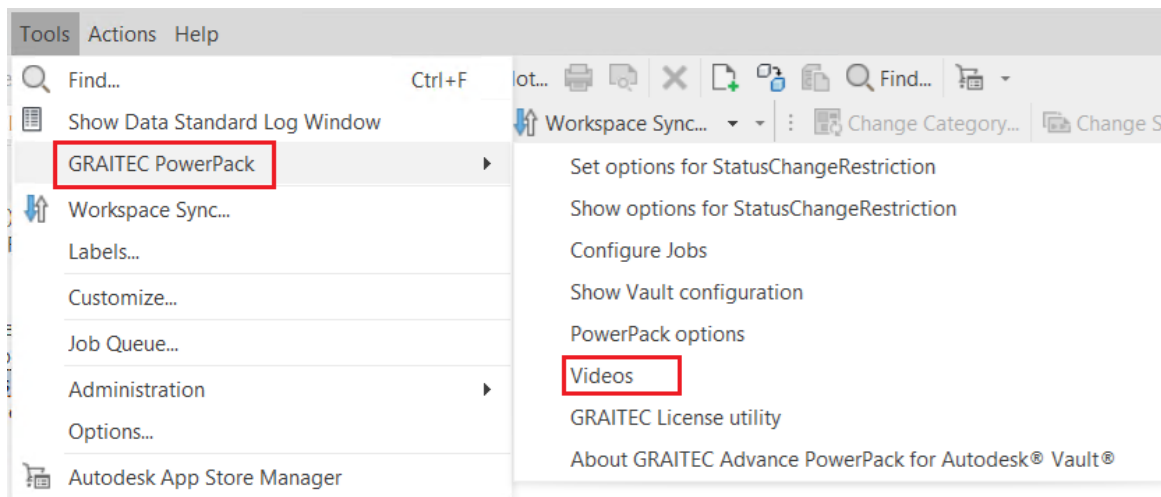 Tools Actions Help
Find... Ctrl+F
Show Data Standard Log Window
GRAITEC PowerPack
Workspace Sync...
Labels...
Customize...
Job Queue...
Administration
Options...
Autodesk App Store Manager
Find...
Workspace Sync... Change Category...
Set options for StatusChangeRestriction
Show options for StatusChangeRestriction
Configure Jobs
Show Vault configuration
PowerPack options
Videos
GRAITEC License utility
About GRAITEC Advance PowerPack for Autodesk® Vault®